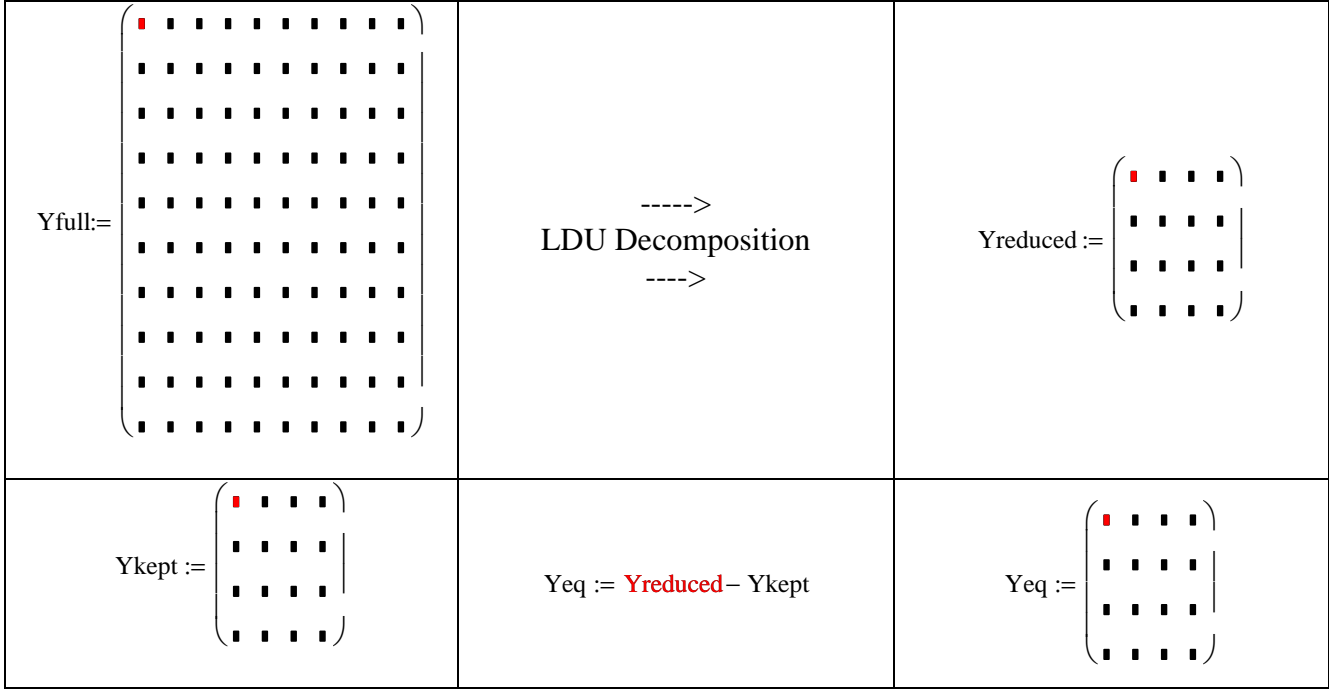 Yfull:=
----->
LDU Decomposition
---->
Yreduced :=
Ykept :=
Yeq := Yreduced − Ykept
Yeq :=